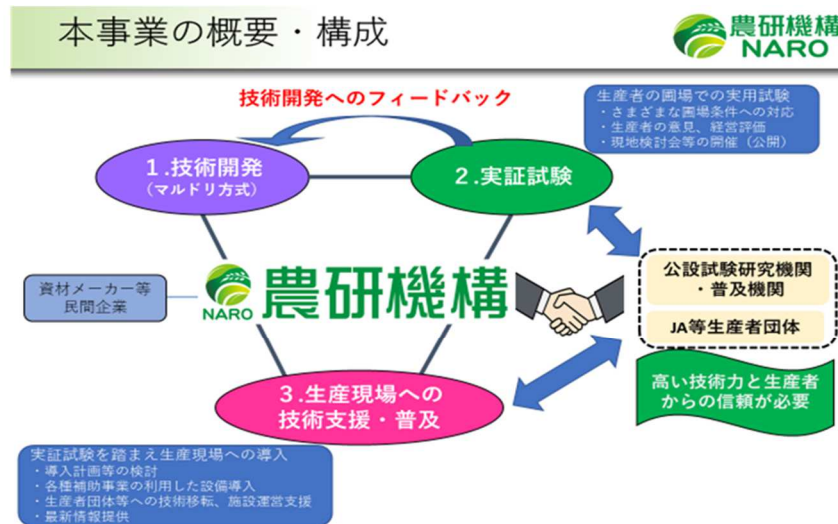 本事業の概要・構成
農研機構
NARO
技術開発へのフィードバック
生産者の圃場での実用試験
・さまざまな圃場条件への対応
・生産者の意見、経営評価
・現地検討会等の開催（公開）
１.技術開発
（マルドリ方式）
２.実証試験
資材メーカー等
民間企業
NARO
農研機構
公設試験研究機関
・普及機関
JA等生産者団体
３.生産現場への
技術支援・普及
高い技術力と生産者
からの信頼が必要
実証試験を踏まえ生産現場への導入
・導入計画等の検討
・各種補助事業の利用した設備導入
・生産者団体等への技術移転、施設運営支援
・最新情報提供